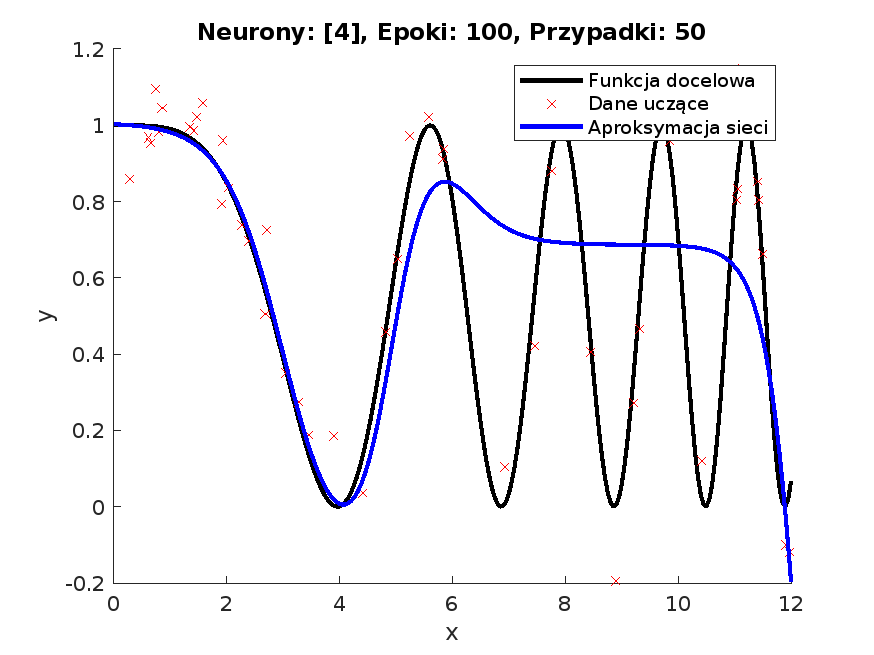 Neurony: [4], Epoki: 100, Przypadki: 50
Funkcja docelowa
Dane uczące
Aproksymacja sieci
1.2
1
0.8
0.6
0.4
0.2
0
-0.2
y
0 2 4 6 8 10 12
x